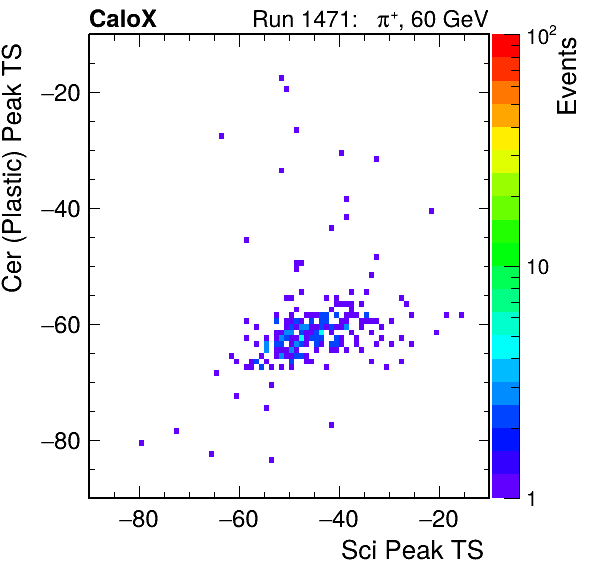 CaloX Run 1471: π⁺, 60 GeV
10²
Events
10
1
Cer (Plastic) Peak TS
−20
−40
−60
−80
−80 −60 −40 −20
Sci Peak TS